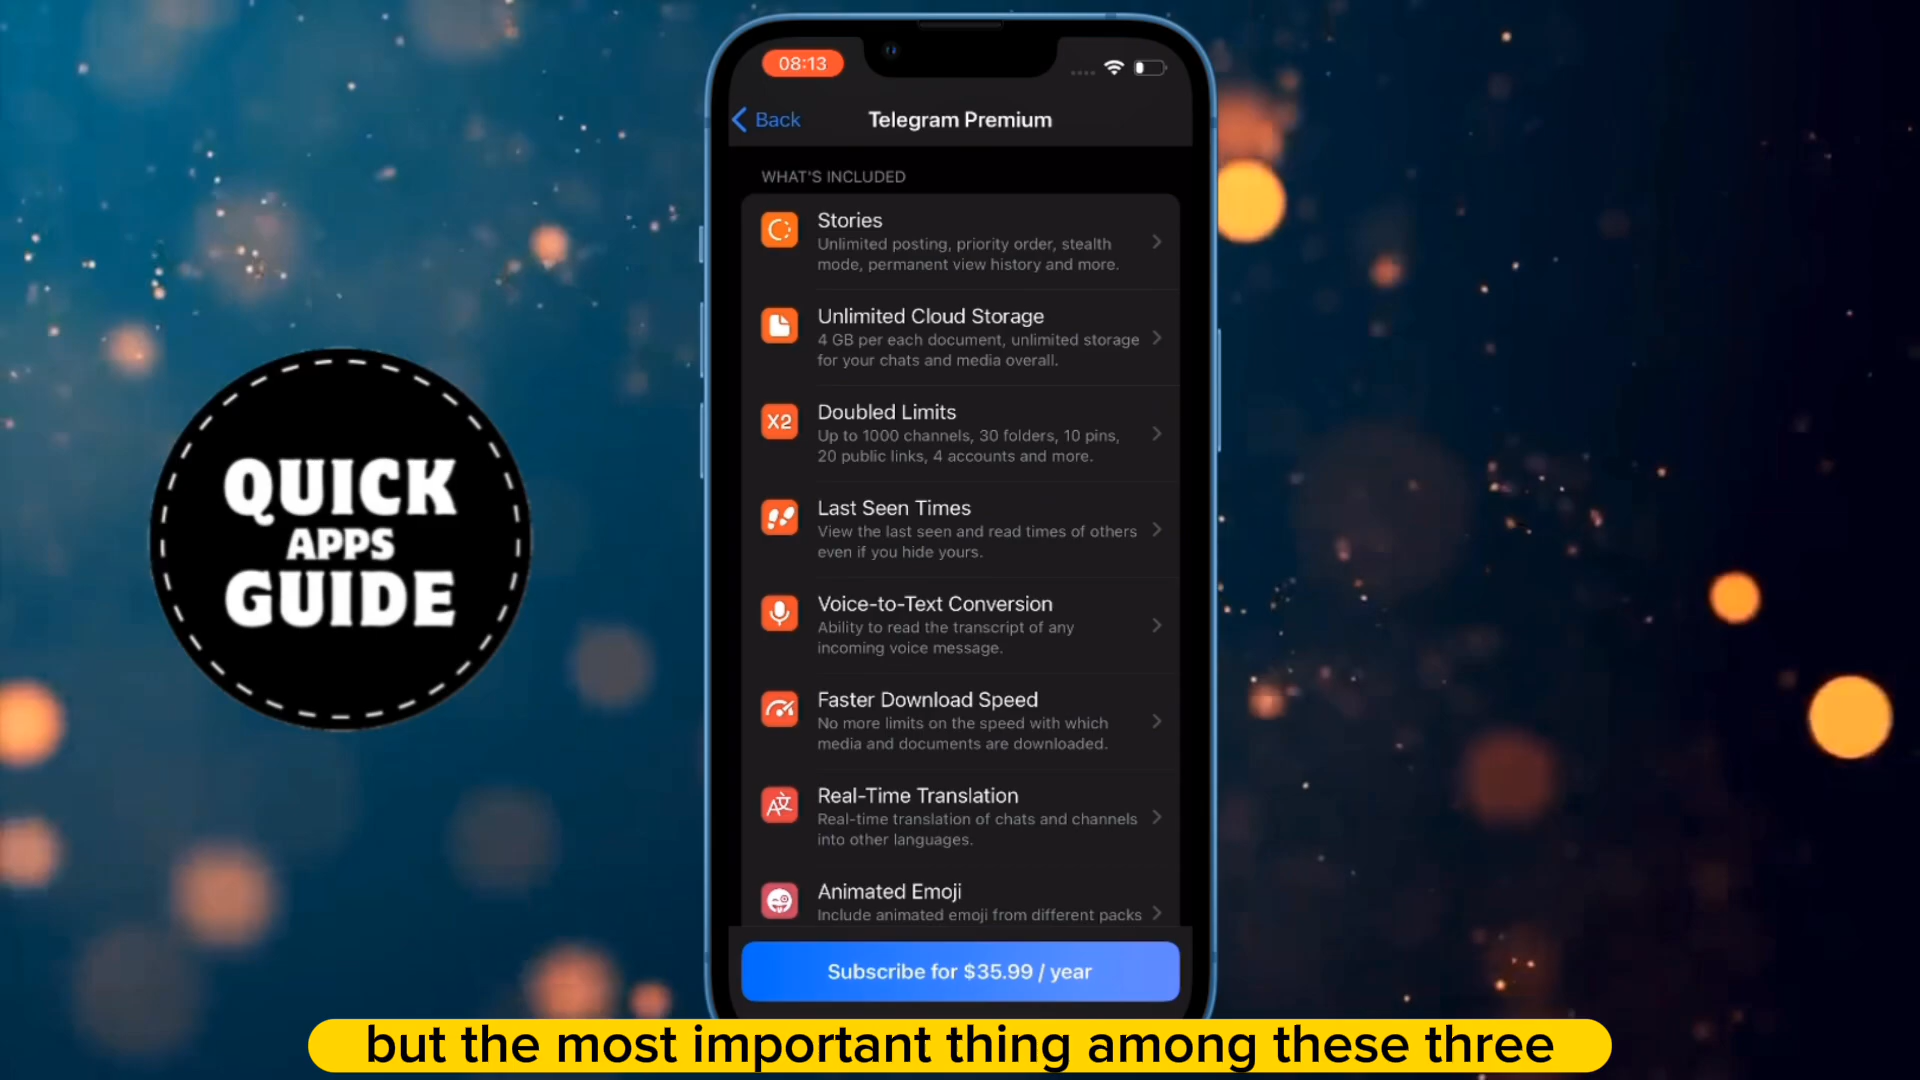 08:13
Back
Telegram Premium
WHAT'S INCLUDED
Stories
Unlimited posting, priority order, stealth
mode, permanent view history and more.
Unlimited Cloud Storage
4 GB per each document, unlimited storage
for your chats and media overall.
X2
Doubled Limits
Up to 1000 channels, 30 folders, 10 pins,
20 public links, 4 accounts and more.
Last Seen Times
View the last seen and read times of others
even if you hide yours.
Voice-to-Text Conversion
Ability to read the transcript of any
incoming voice message.
Faster Download Speed
No more limits on the speed with which
media and documents are downloaded.
A文
Real-Time Translation
Real-time translation of chats and channels
into other languages.
Animated Emoji
Include animated emoji from different packs
Subscribe for $35.99 / year
QUICK
APPS
GUIDE
but the most important thing among these three